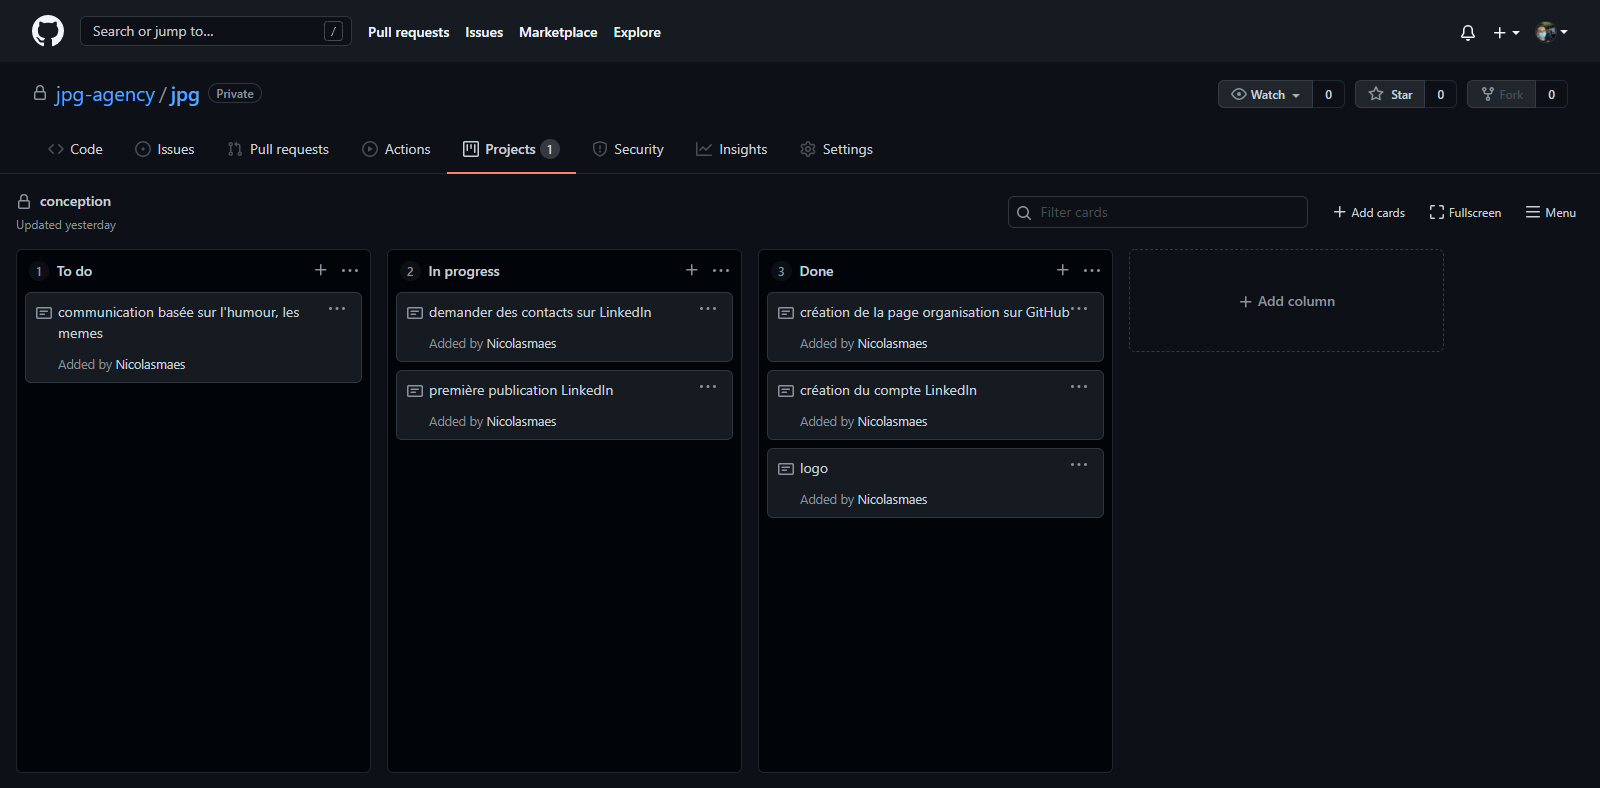 Search or jump to... /
Pull requests Issues Marketplace Explore
jpg-agency / jpg Private
Watch 0 Star 0 Fork 0
Code Issues Pull requests Actions Projects 1 Security Insights Settings
conception
Updated yesterday
Filter cards
Add cards Fullscreen Menu
1 To do
communication basée sur l'humour, les
memes
Added by Nicolasmaes
2 In progress
demander des contacts sur LinkedIn
Added by Nicolasmaes
première publication LinkedIn
Added by Nicolasmaes
3 Done
création de la page organisation sur GitHub
Added by Nicolasmaes
création du compte LinkedIn
Added by Nicolasmaes
logo
Added by Nicolasmaes
Add column